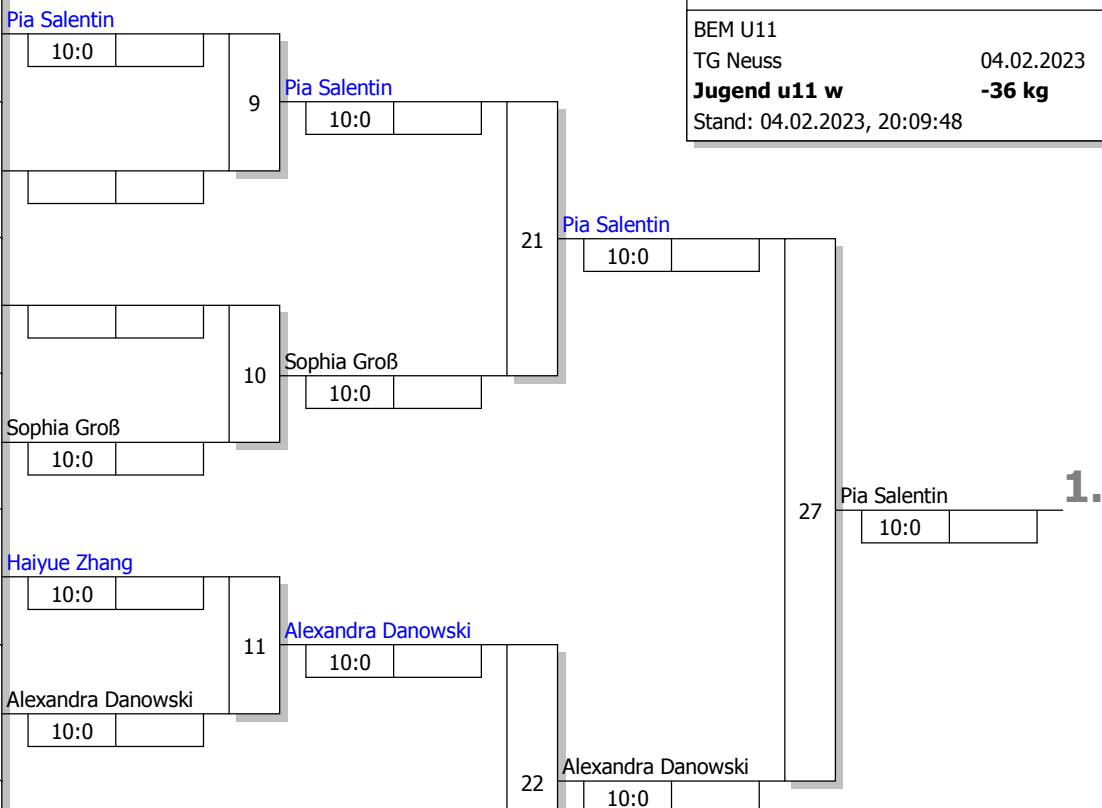 Pia Salentin
10:0
9
Pia Salentin
10:0
BEM U11
TG Neuss 04.02.2023
Jugend u11 w -36 kg
Stand: 04.02.2023, 20:09:48
21
Pia Salentin
10:0
10
Sophia Groß
10:0
Sophia Groß
10:0
27
Pia Salentin
10:0
1.
Haiyue Zhang
10:0
11
Alexandra Danowski
10:0
Alexandra Danowski
10:0
22
Alexandra Danowski
10:0